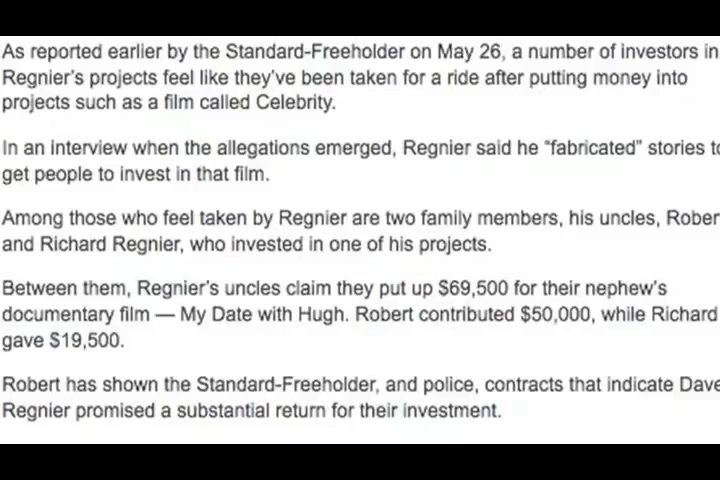 As reported earlier by the Standard-Freeholder on May 26, a number of investors in
Regnier's projects feel like they've been taken for a ride after putting money into
projects such as a film called Celebrity.
In an interview when the allegations emerged, Regnier said he "fabricated" stories to
get people to invest in that film.
Among those who feel taken by Regnier are two family members, his uncles, Rober
and Richard Regnier, who invested in one of his projects.
Between them, Regnier's uncles claim they put up $69,500 for their nephew's
documentary film — My Date with Hugh. Robert contributed $50,000, while Richard
gave $19,500.
Robert has shown the Standard-Freeholder, and police, contracts that indicate Dave
Regnier promised a substantial return for their investment.